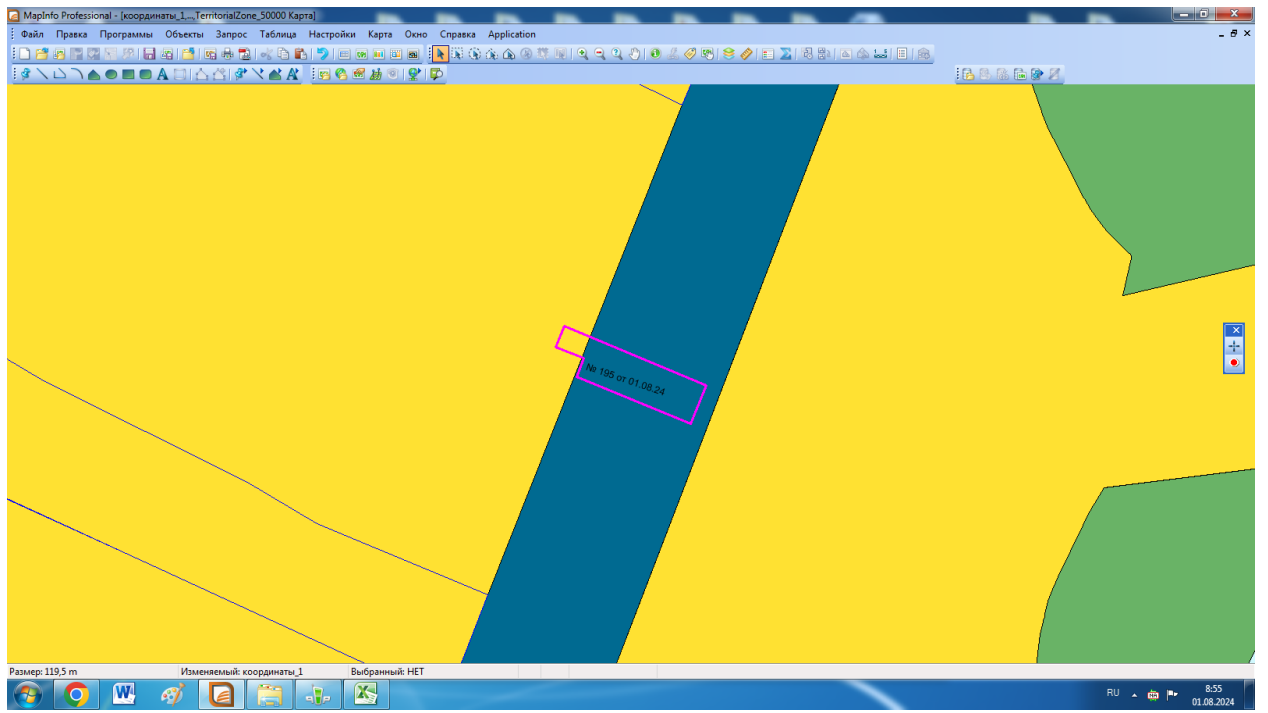 MapInfo Professional - [координаты_1,...,TerritorialZone_50000 Карта]
Файл Правка Программы Объекты Запрос Таблица Настройки Карта Окно Справка Application
№ 195 от 01.08.24
Размер: 119,5 m Изменяемый: координаты_1 Выбранный: НЕТ
RU 8:55
01.08.2024